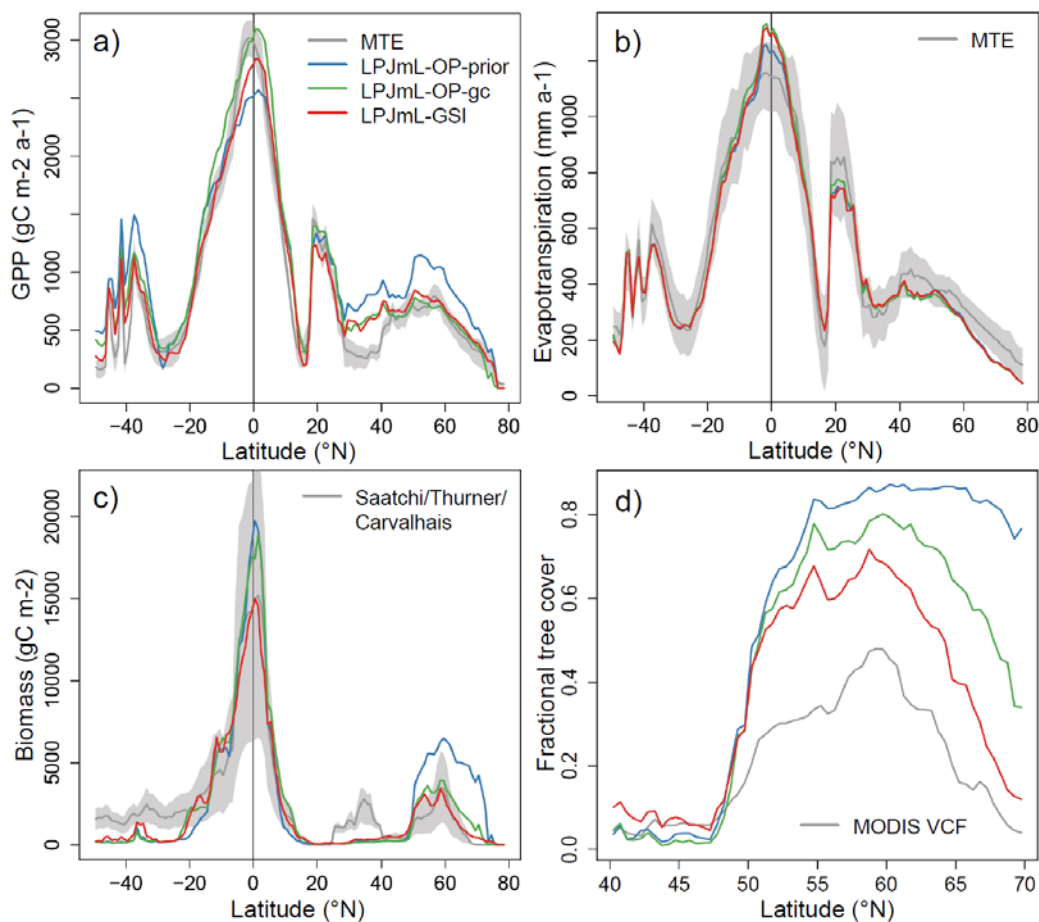 a)
MTE
LPJmL-OP-prior
LPJmL-OP-gc
LPJmL-GSI
GPP (gC m-2 a-1)
0 500 1000 2000 3000
−40 −20 0 20 40 60 80
Latitude (°N)
b)
MTE
Evapotranspiration (mm a-1)
0 200 400 600 800 1000
−40 −20 0 20 40 60 80
Latitude (°N)
c)
Saatchi/Thurner/
Carvalhais
Biomass (gC m-2)
0 5000 10000 15000 20000
−40 −20 0 20 40 60 80
Latitude (°N)
d)
MODIS VCF
Fractional tree cover
0.0 0.2 0.4 0.6 0.8
40 45 50 55 60 65 70
Latitude (°N)